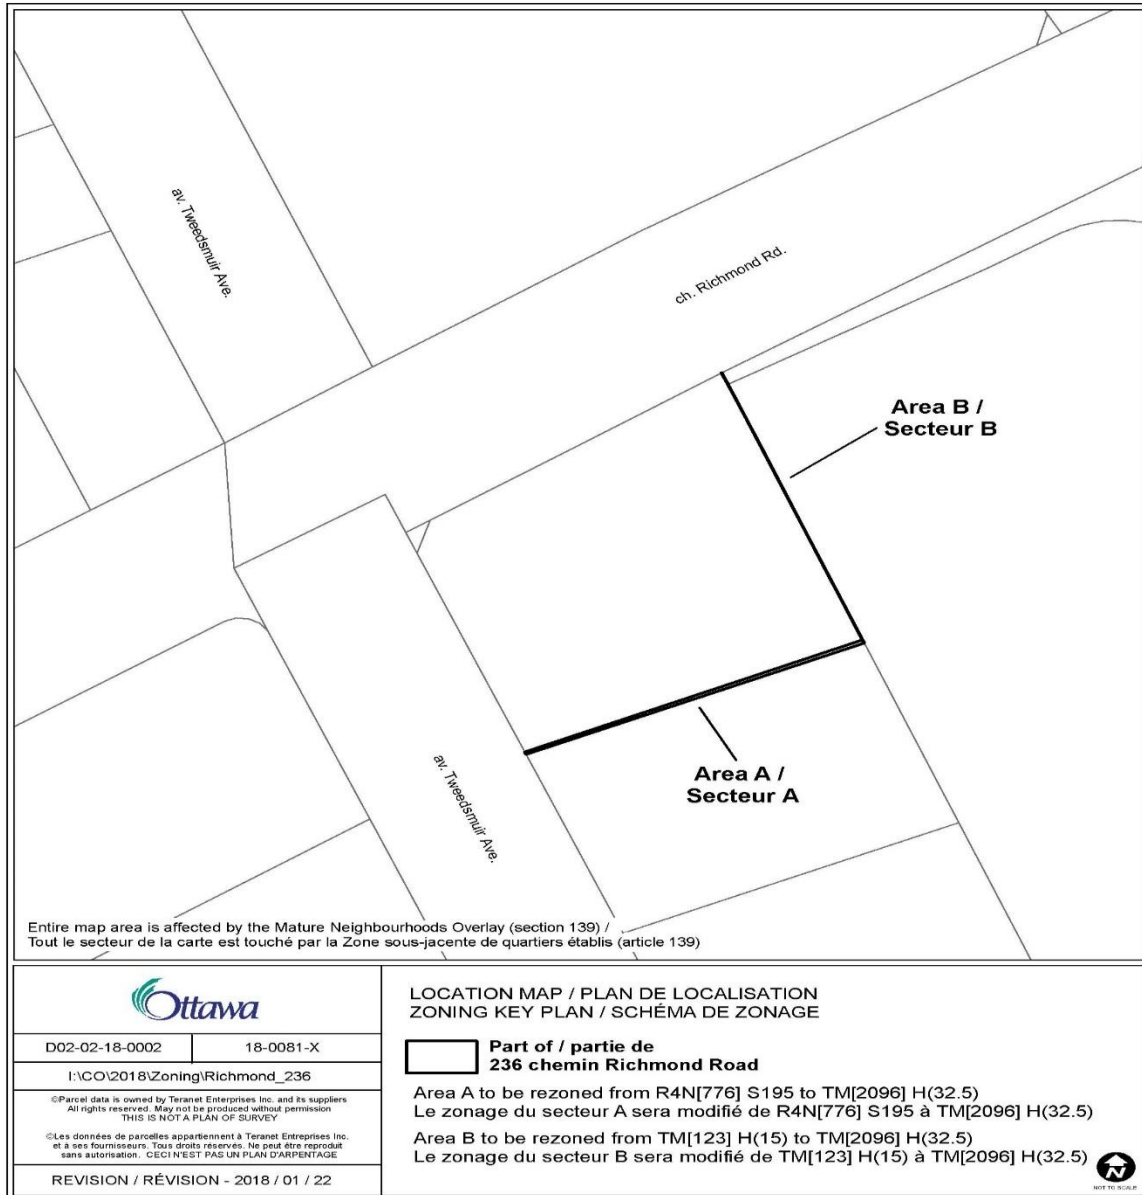 av. Tweedsmuir Ave.
ch. Richmond Rd.
Area B /
Secteur B
Area A /
Secteur A
av. Tweedsmuir Ave.
Entire map area is affected by the Mature Neighbourhoods Overlay (section 139) /
Tout le secteur de la carte est touché par la Zone sous-jacente de quartiers établis (article 139)
Ottawa
D02-02-18-0002
18-0081-X
I:\CO\2018\Zoning\Richmond_236
©Parcel data is owned by Teranet Enterprises Inc. and its suppliers
All rights reserved. May not be produced without permission
THIS IS NOT A PLAN OF SURVEY
©Les données de parcelles appartiennent à Teranet Entreprises Inc.
et à ses fournisseurs. Tous droits réservés. Ne peut être reproduit
sans autorisation. CECI N'EST PAS UN PLAN D'ARPENTAGE
REVISION / RÉVISION - 2018 / 01 / 22
LOCATION MAP / PLAN DE LOCALISATION
ZONING KEY PLAN / SCHÉMA DE ZONAGE
Part of / partie de
236 chemin Richmond Road
Area A to be rezoned from R4N[776] S195 to TM[2096] H(32.5)
Le zonage du secteur A sera modifié de R4N[776] S195 à TM[2096] H(32.5)
Area B to be rezoned from TM[123] H(15) to TM[2096] H(32.5)
Le zonage du secteur B sera modifié de TM[123] H(15) à TM[2096] H(32.5)
N
NOT TO SCALE